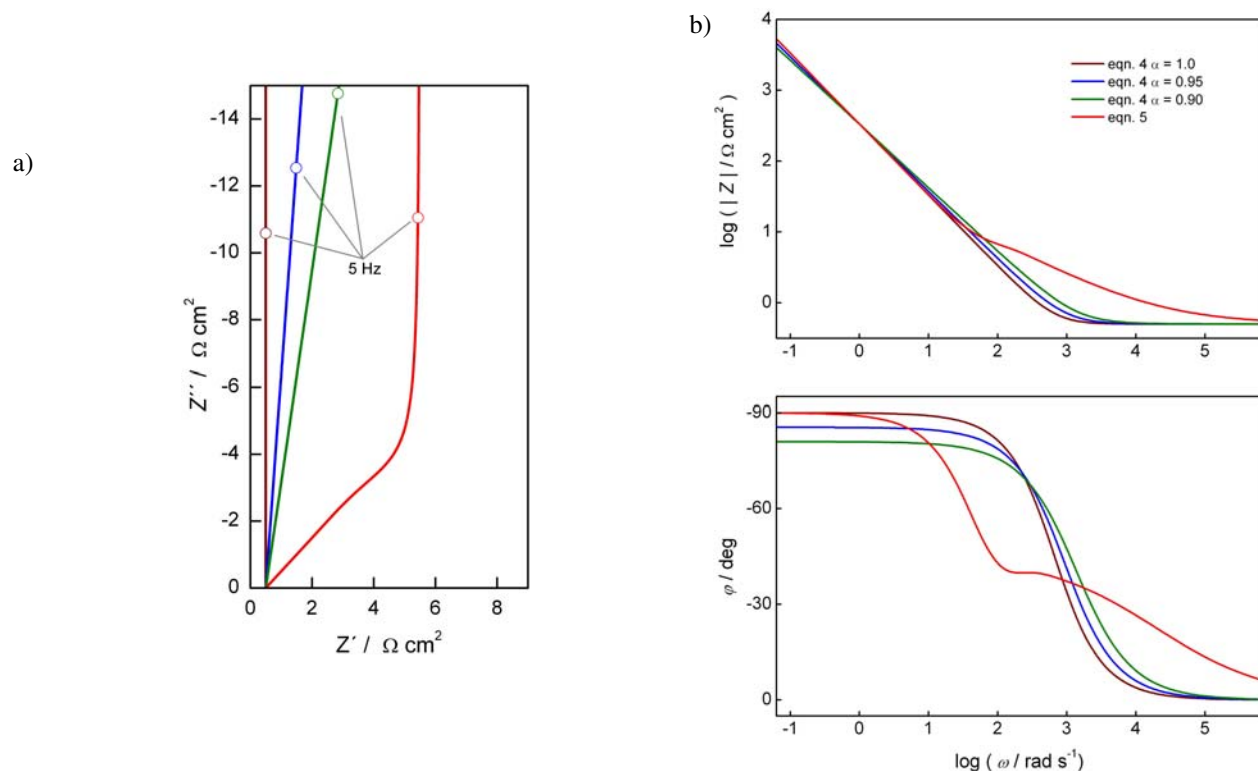 a)
-14
-12
-10
-8
-6
-4
-2
0
0 2 4 6 8
5 Hz
Z´´ / Ω cm2
Z´ / Ω cm2
b)
4
3
2
1
0
-1 0 1 2 3 4 5
log ( | Z | / Ω cm2 )
eqn. 4 α = 1.0
eqn. 4 α = 0.95
eqn. 4 α = 0.90
eqn. 5
-90
-60
-30
0
-1 0 1 2 3 4 5
φ / deg
log ( ω / rad s-1)